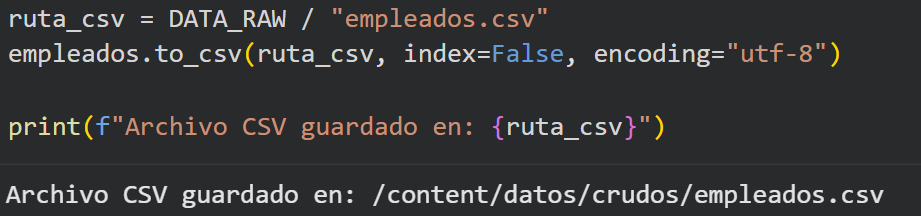 ruta_csv = DATA_RAW / "empleados.csv"
empleados.to_csv(ruta_csv, index=False, encoding="utf-8")
print(f"Archivo CSV guardado en: {ruta_csv}")
Archivo CSV guardado en: /content/datos/crudos/empleados.csv